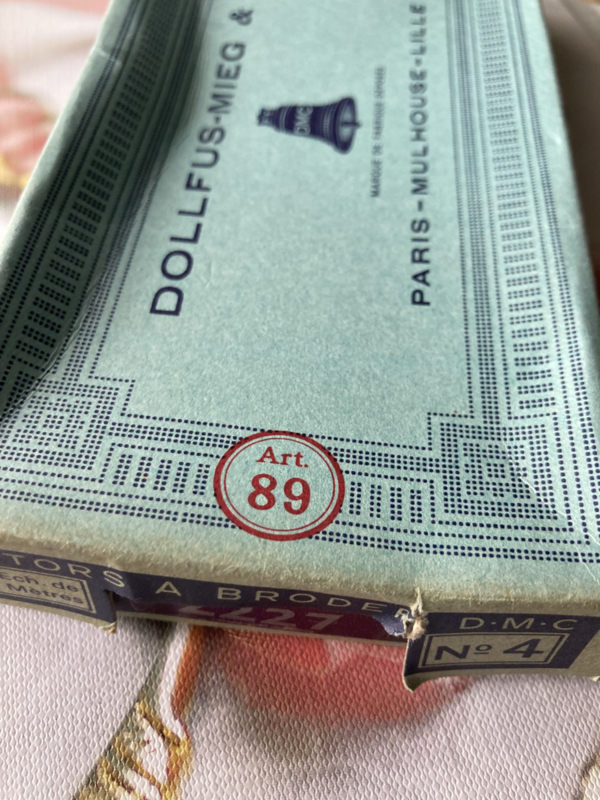 DOLLFUS-MIEG &
DMC
MARQUE DE FABRIQUE DÉPOSÉE
PARIS-MULHOUSE-LILLE
Art.
89
TORS A BRODER
D·M·C
Ech. de
Mètres
Nº 4